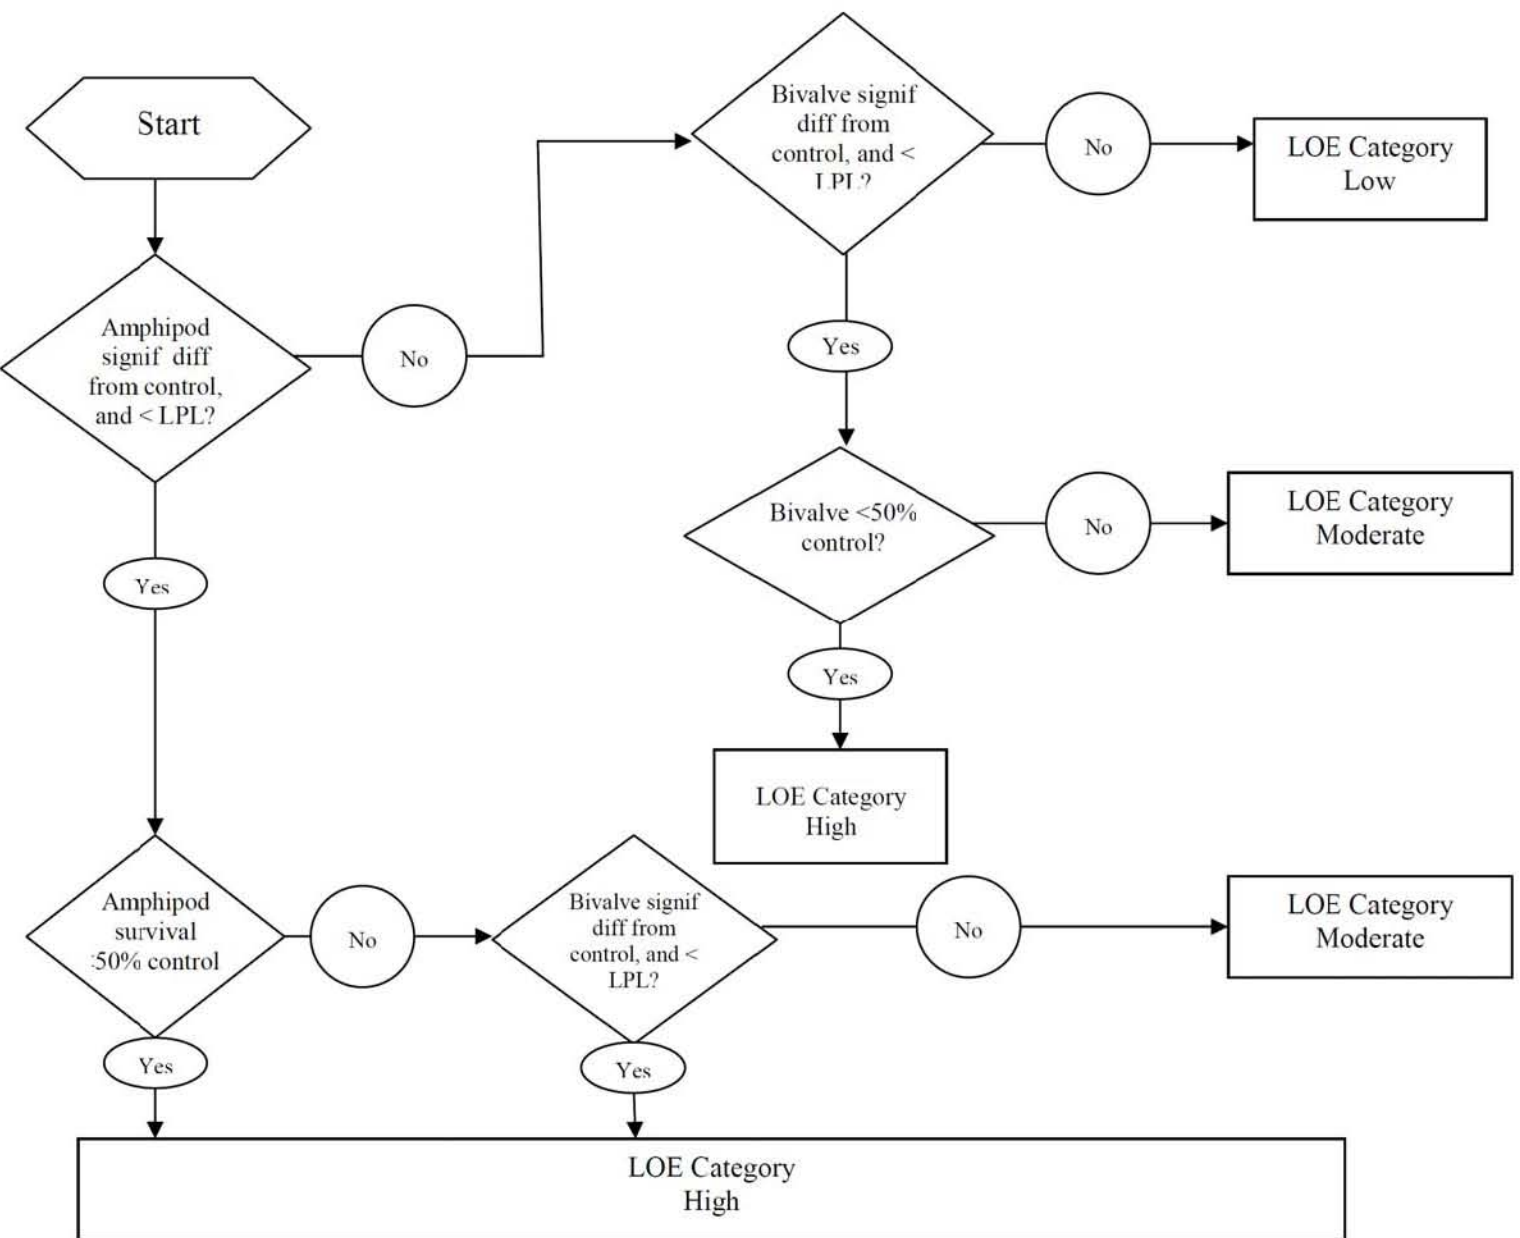 Start
Amphipod
signif diff
from control,
and < LPL?
No
Bivalve signif
diff from
control, and <
LPL?
No
LOE Category
Low
Yes
Bivalve <50%
control?
No
LOE Category
Moderate
Yes
LOE Category
High
Yes
Amphipod
survival
50% control
No
Bivalve signif
diff from
control, and <
LPL?
No
LOE Category
Moderate
Yes
Yes
LOE Category
High